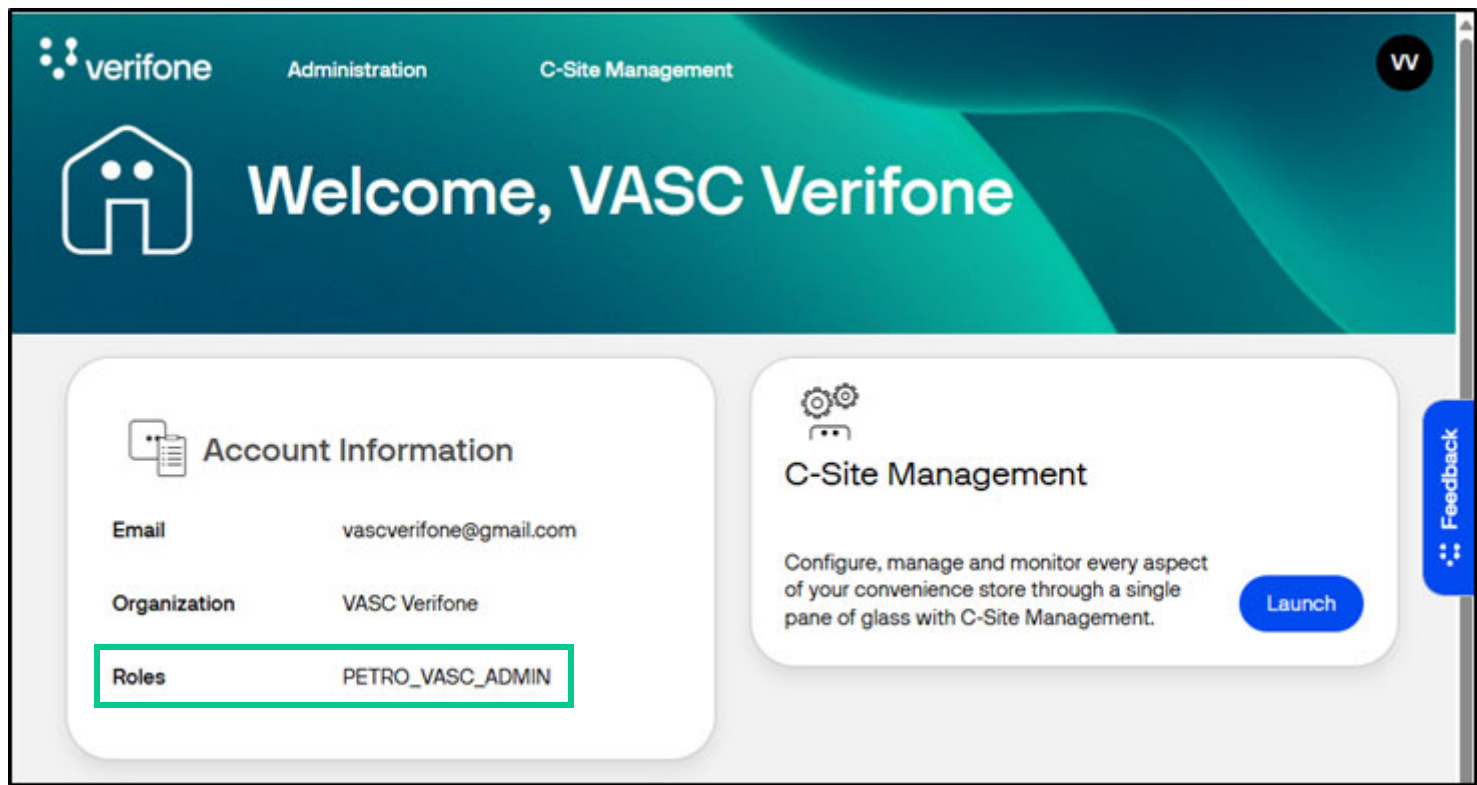 verifone Administration C-Site Management VV
Welcome, VASC Verifone
Account Information
Email vascverifone@gmail.com
Organization VASC Verifone
Roles PETRO_VASC_ADMIN
C-Site Management
Configure, manage and monitor every aspect
of your convenience store through a single
pane of glass with C-Site Management.
Launch
Feedback